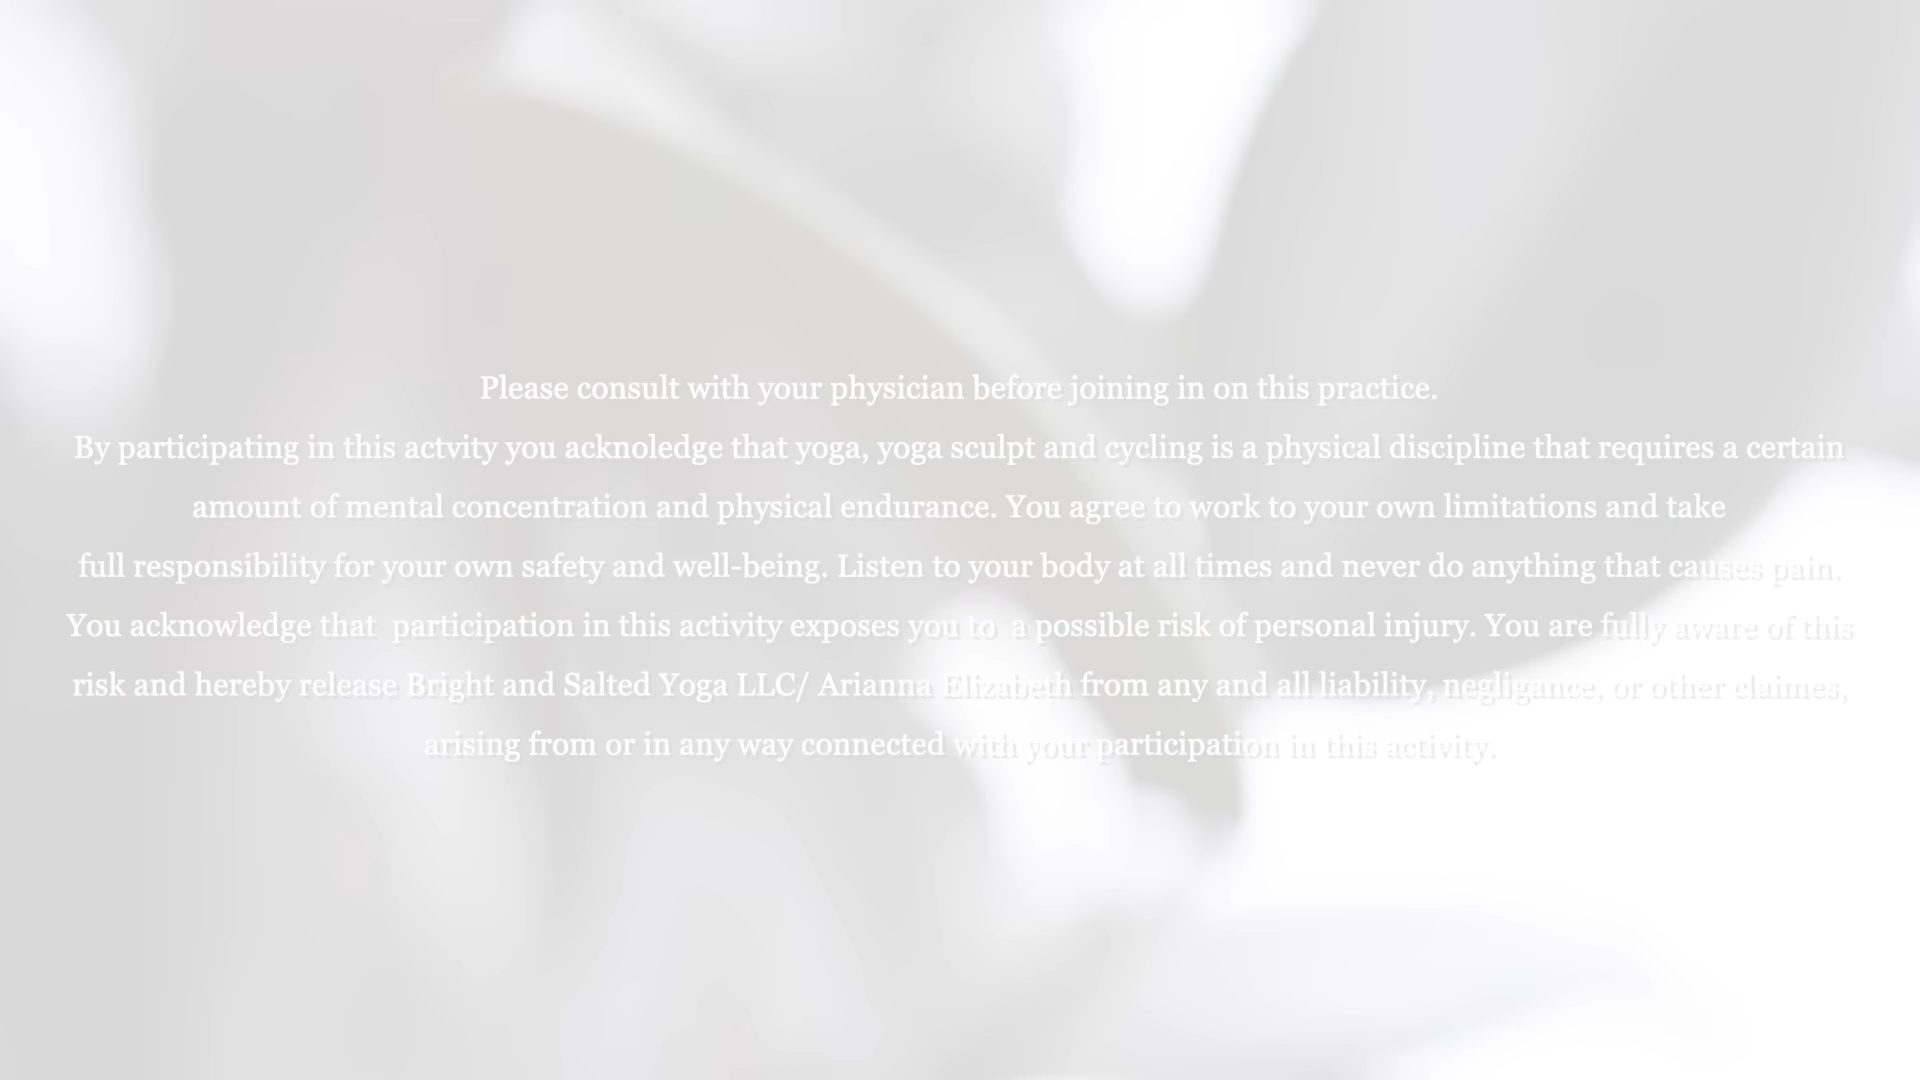 Please consult with your physician before joining in on this practice.
By participating in this actvity you acknoledge that yoga, yoga sculpt and cycling is a physical discipline that requires a certain
amount of mental concentration and physical endurance. You agree to work to your own limitations and take
full responsibility for your own safety and well-being. Listen to your body at all times and never do anything that causes pain.
You acknowledge that participation in this activity exposes you to a possible risk of personal injury. You are fully aware of this
risk and hereby release Bright and Salted Yoga LLC/ Arianna Elizabeth from any and all liability, negligance, or other claimes,
arising from or in any way connected with your participation in this activity.